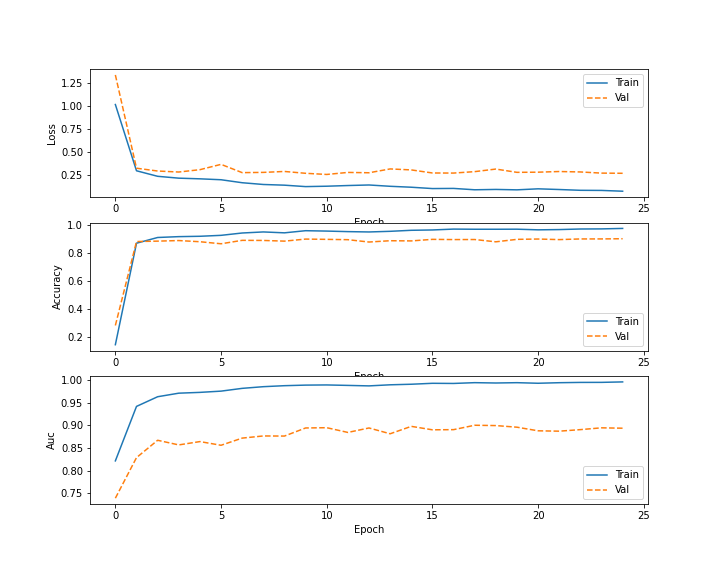 Loss
1.25
1.00
0.75
0.50
0.25
Train
Val
0 5 10 15 20 25
Epoch
Accuracy
1.0
0.8
0.6
0.4
0.2
Train
Val
0 5 10 15 20 25
Epoch
Auc
1.00
0.95
0.90
0.85
0.80
0.75
Train
Val
0 5 10 15 20 25
Epoch